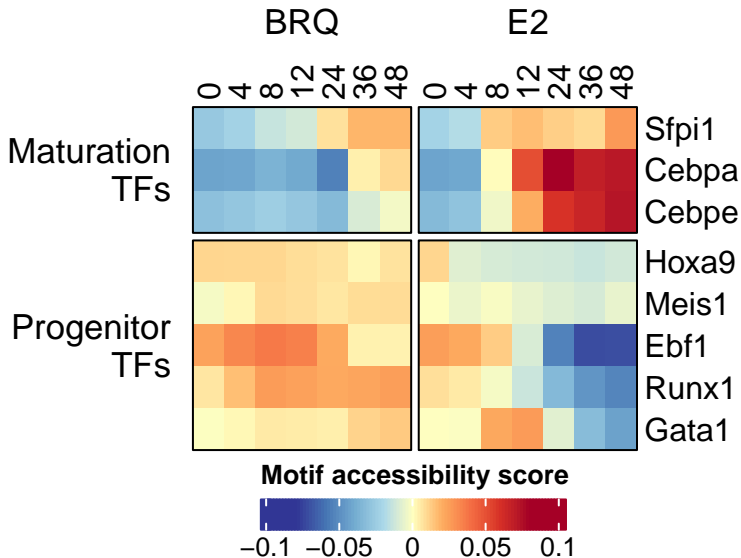 BRQ E2
0 4 8 12 24 36 48 0 4 8 12 24 36 48
Maturation
TFs
Sfpi1
Cebpa
Cebpe
Progenitor
TFs
Hoxa9
Meis1
Ebf1
Runx1
Gata1
Motif accessibility score
−0.1 −0.05 0 0.05 0.1